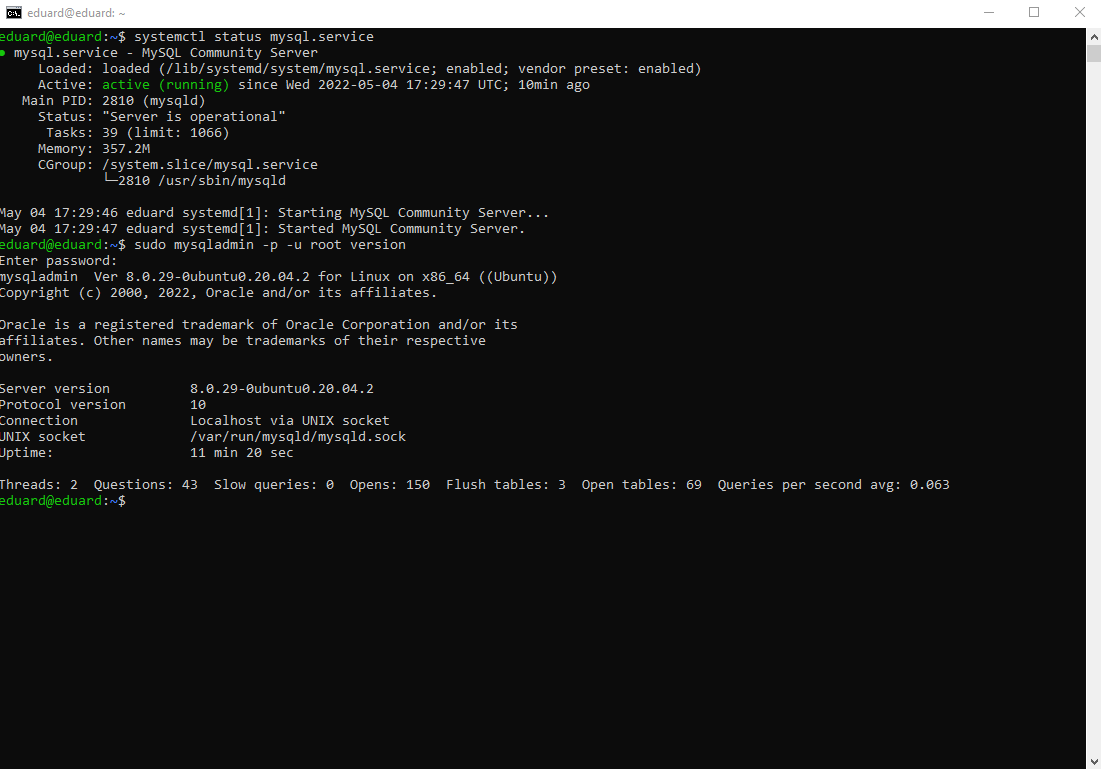 eduard@eduard: ~
eduard@eduard:~$ systemctl status mysql.service
● mysql.service - MySQL Community Server
     Loaded: loaded (/lib/systemd/system/mysql.service; enabled; vendor preset: enabled)
     Active: active (running) since Wed 2022-05-04 17:29:47 UTC; 10min ago
   Main PID: 2810 (mysqld)
     Status: "Server is operational"
      Tasks: 39 (limit: 1066)
     Memory: 357.2M
     CGroup: /system.slice/mysql.service
             └─2810 /usr/sbin/mysqld

May 04 17:29:46 eduard systemd[1]: Starting MySQL Community Server...
May 04 17:29:47 eduard systemd[1]: Started MySQL Community Server.
eduard@eduard:~$ sudo mysqladmin -p -u root version
Enter password:
mysqladmin  Ver 8.0.29-0ubuntu0.20.04.2 for Linux on x86_64 ((Ubuntu))
Copyright (c) 2000, 2022, Oracle and/or its affiliates.

Oracle is a registered trademark of Oracle Corporation and/or its
affiliates. Other names may be trademarks of their respective
owners.

Server version          8.0.29-0ubuntu0.20.04.2
Protocol version        10
Connection              Localhost via UNIX socket
UNIX socket             /var/run/mysqld/mysqld.sock
Uptime:                 11 min 20 sec

Threads: 2  Questions: 43  Slow queries: 0  Opens: 150  Flush tables: 3  Open tables: 69  Queries per second avg: 0.063
eduard@eduard:~$